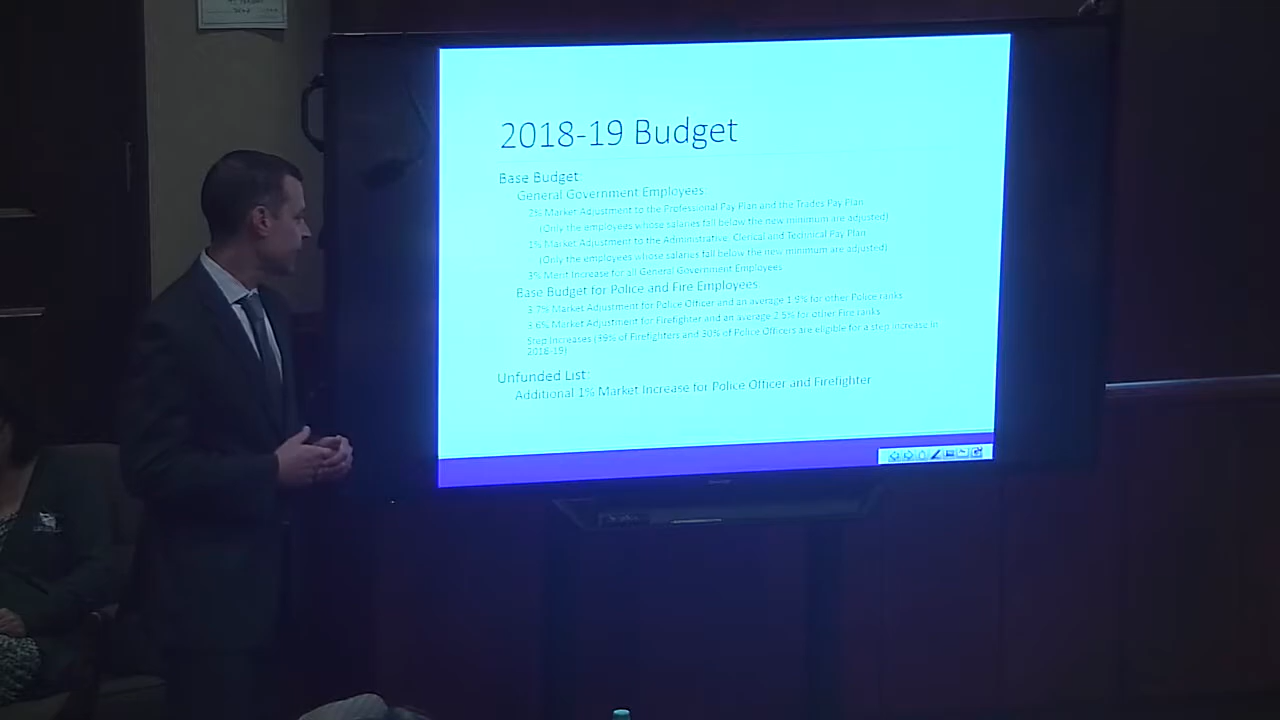 2018-19 Budget
Base Budget:
General Government Employees:
2% Market Adjustment to the Professional Pay Plan and the Trades Pay Plan
(Only the employees whose salaries fall below the new minimum are adjusted)
1% Market Adjustment to the Administrative, Clerical and Technical Pay Plan
(Only the employees whose salaries fall below the new minimum are adjusted)
3% Merit Increase for all General Government Employees
Base Budget for Police and Fire Employees:
3.7% Market Adjustment for Police Officer and an average 1.9% for other Police ranks
3.6% Market Adjustment for Firefighter and an average 2.5% for other Fire ranks
Step Increases (39% of Firefighters and 30% of Police Officers are eligible for a step increase in
2018-19)
Unfunded List:
Additional 1% Market Increase for Police Officer and Firefighter